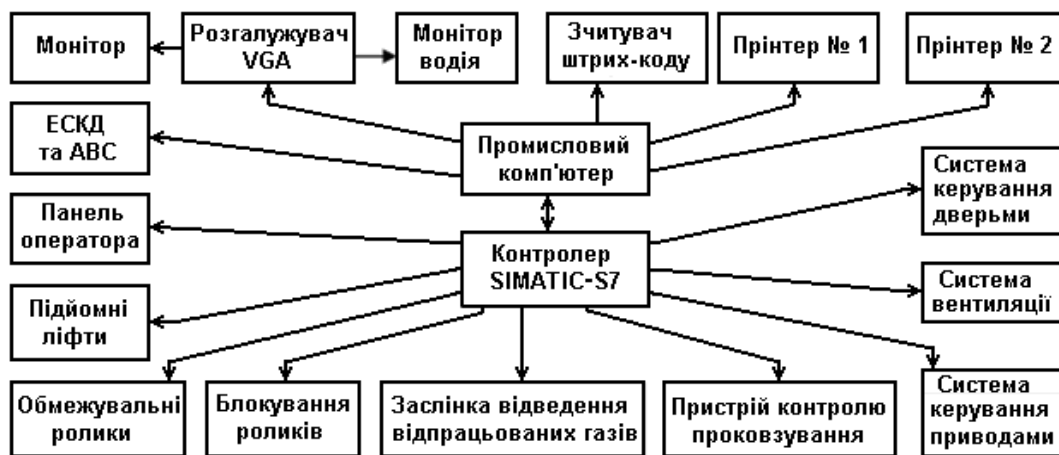 Монітор
Розгалужувач
VGA
Монітор
водія
Зчитувач
штрих-коду
Прінтер № 1
Прінтер № 2
ЕСКД
та АВС
Промисловий
комп'ютер
Система
керування
дверьми
Панель
оператора
Контролер
SIMATIC-S7
Система
вентиляції
Підйомні
ліфти
Обмежувальні
ролики
Блокування
роликів
Заслінка відведення
відпрацьованих газів
Пристрій контролю
проковзування
Система
керування
приводами